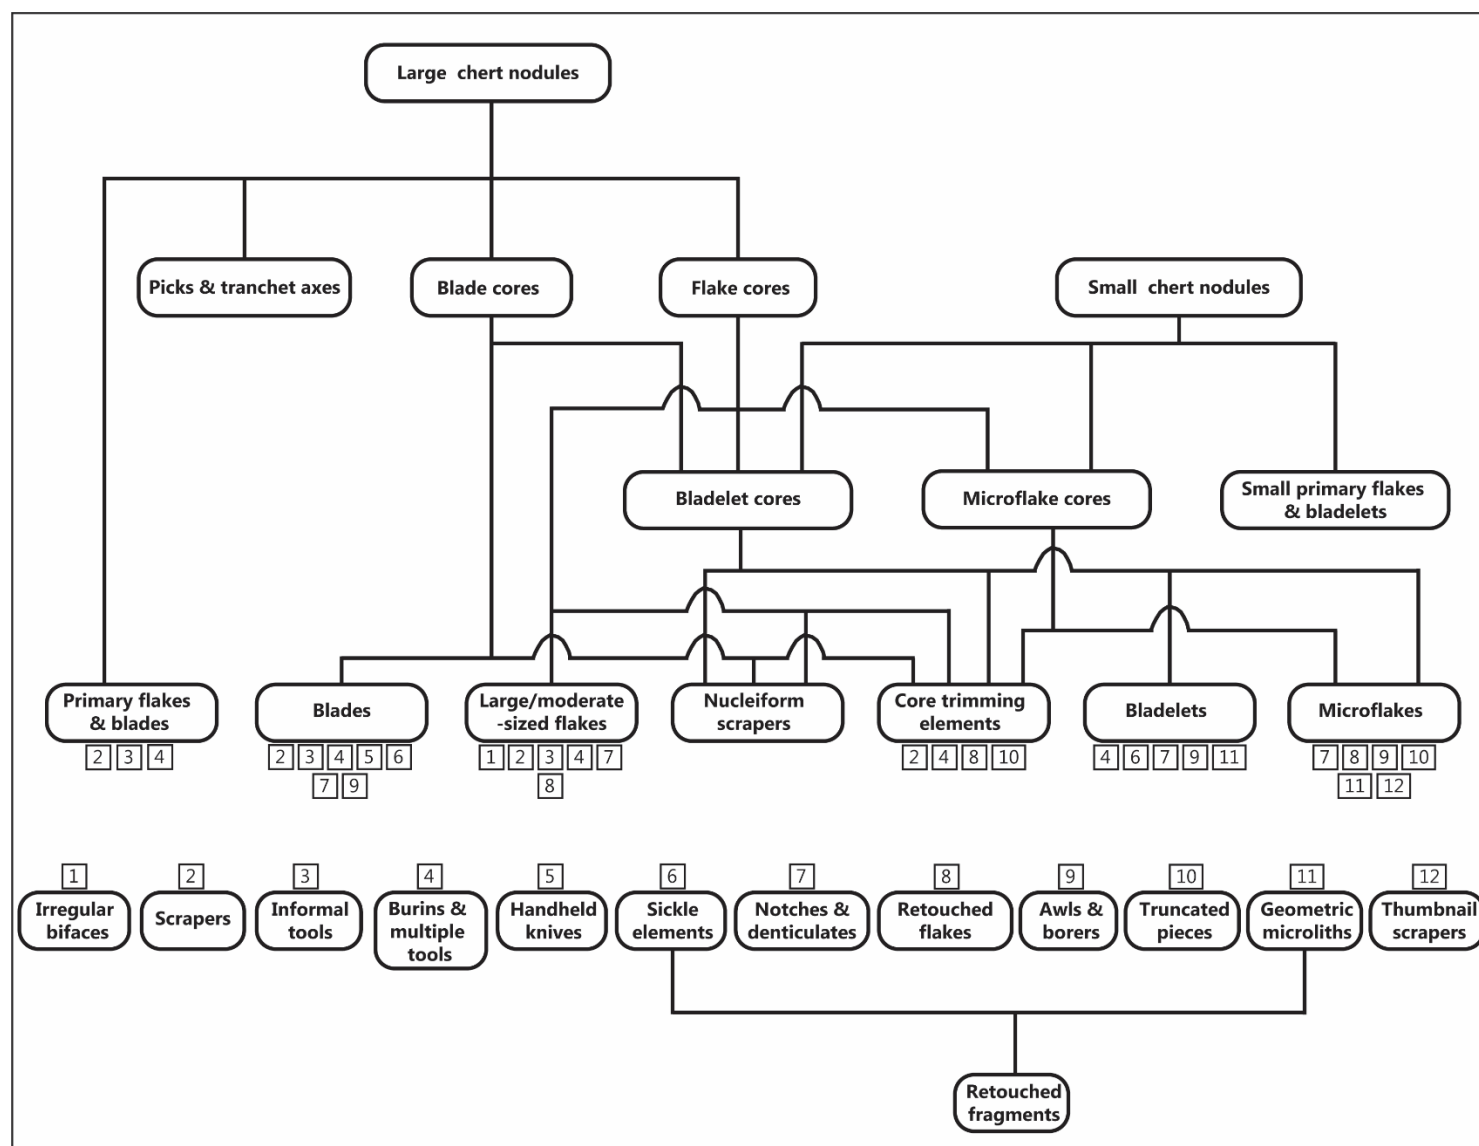 Large chert nodules
Picks & tranchet axes
Blade cores
Flake cores
Small chert nodules
Bladelet cores
Microflake cores
Small primary flakes
& bladelets
Primary flakes
& blades
2 3 4
Blades
2 3 4 5 6
7 9
Large/moderate
-sized flakes
1 2 3 4 7
8
Nucleiform
scrapers
Core trimming
elements
2 4 8 10
Bladelets
4 6 7 9 11
Microflakes
7 8 9 10
11 12
1
Irregular
bifaces
2
Scrapers
3
Informal
tools
4
Burins &
multiple
tools
5
Handheld
knives
6
Sickle
elements
7
Notches &
denticulates
8
Retouched
flakes
9
Awls &
borers
10
Truncated
pieces
11
Geometric
microliths
12
Thumbnail
scrapers
Retouched
fragments